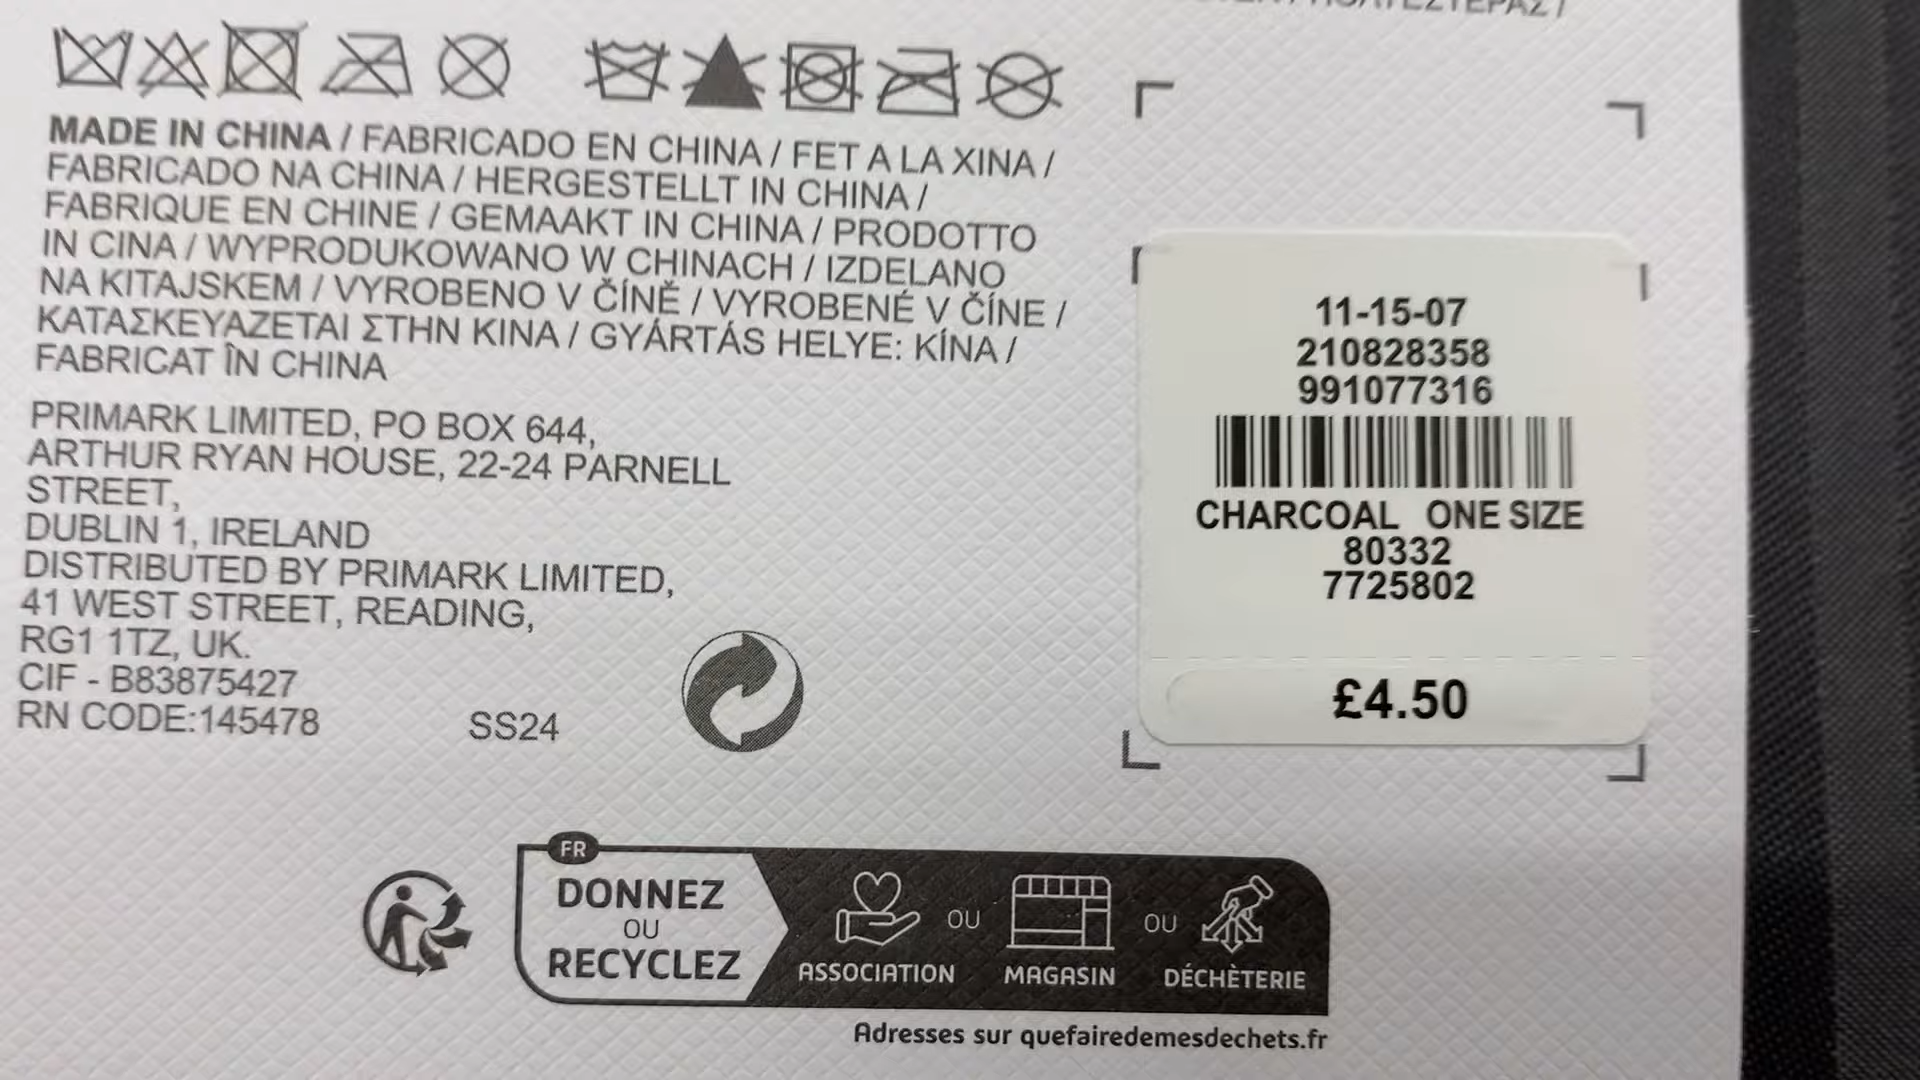 MADE IN CHINA / FABRICADO EN CHINA / FET A LA XINA /
FABRICADO NA CHINA / HERGESTELLT IN CHINA /
FABRIQUE EN CHINE / GEMAAKT IN CHINA / PRODOTTO
IN CINA / WYPRODUKOWANO W CHINACH / IZDELANO
NA KITAJSKEM / VYROBENO V ČÍNĚ / VYROBENÉ V ČÍNE /
ΚΑΤΑΣΚΕΥΑΖΕΤΑΙ ΣΤΗΝ ΚΙΝΑ / GYÁRTÁS HELYE: KÍNA /
FABRICAT ÎN CHINA
PRIMARK LIMITED, PO BOX 644,
ARTHUR RYAN HOUSE, 22-24 PARNELL
STREET,
DUBLIN 1, IRELAND
DISTRIBUTED BY PRIMARK LIMITED,
41 WEST STREET, READING,
RG1 1TZ, UK.
CIF - B83875427
RN CODE:145478 SS24
11-15-07
210828358
991077316
CHARCOAL ONE SIZE
80332
7725802
£4.50
FR
DONNEZ
OU
RECYCLEZ
ASSOCIATION
OU
MAGASIN
OU
DÉCHÈTERIE
Adresses sur quefairedemesdechets.fr